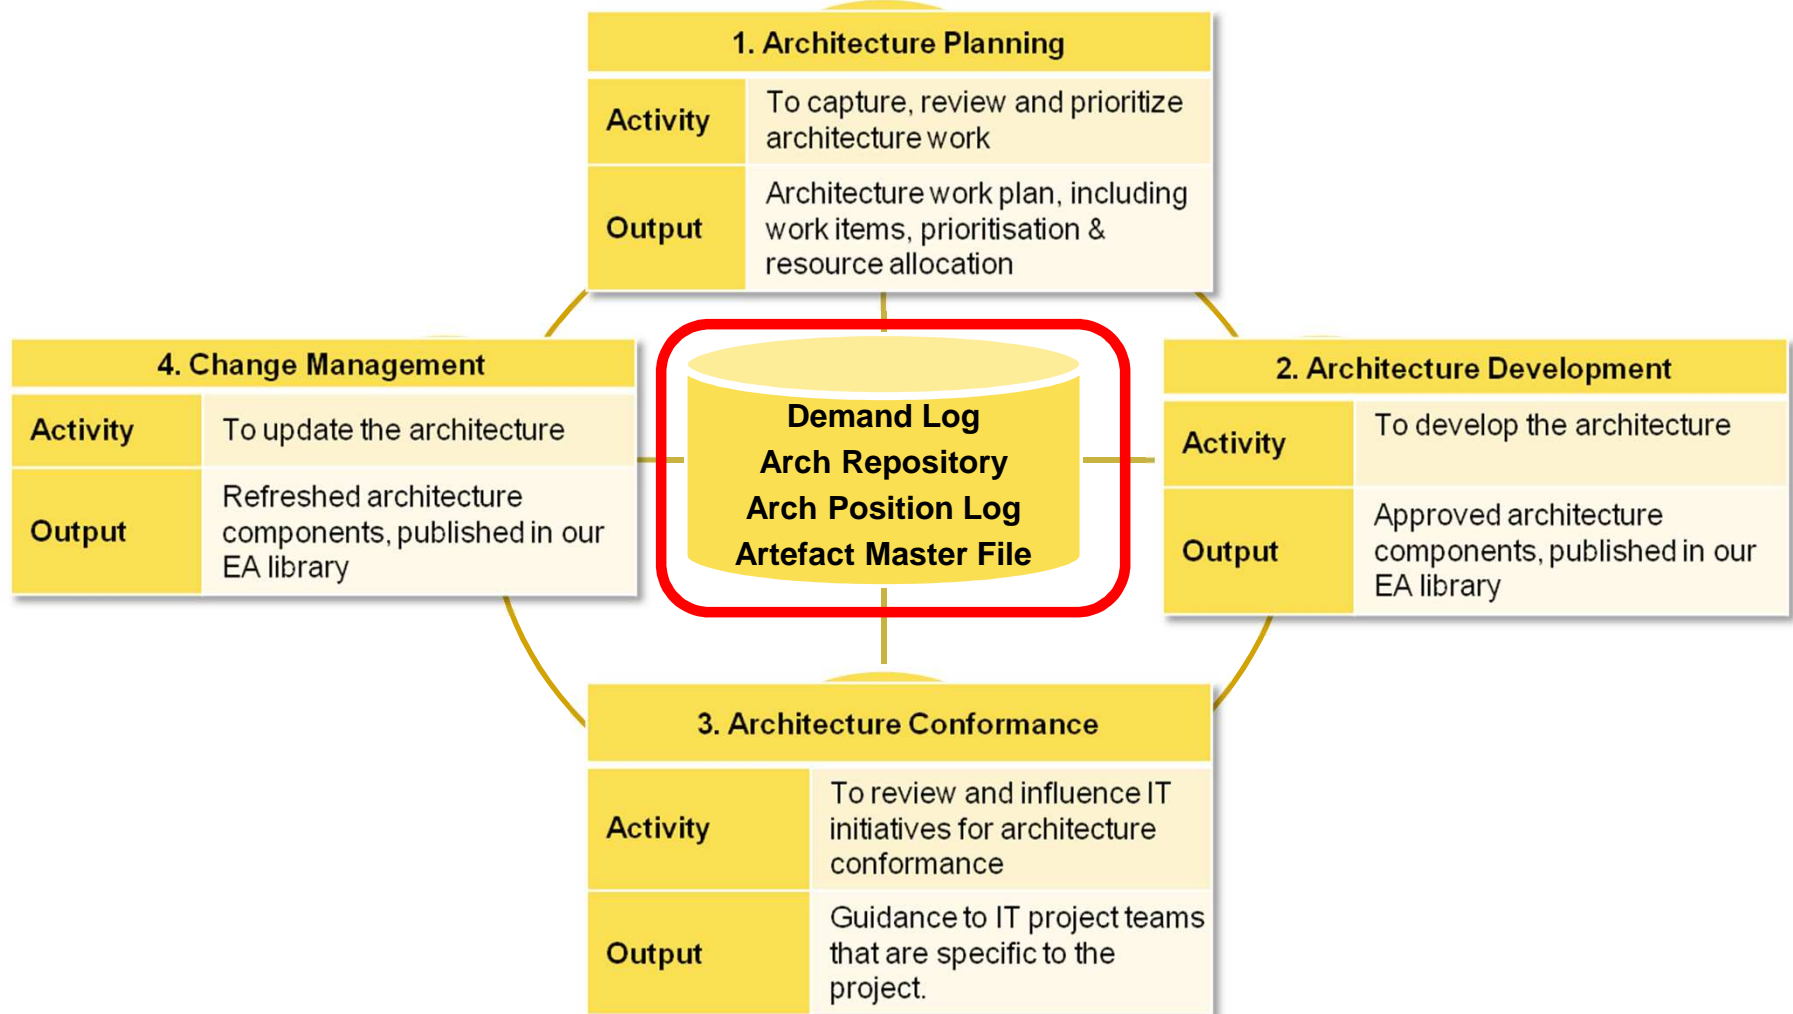 1. Architecture Planning
Activity
To capture, review and prioritize
architecture work
Output
Architecture work plan, including
work items, prioritisation &
resource allocation
4. Change Management
Activity
To update the architecture
Output
Refreshed architecture
components, published in our
EA library
Demand Log
Arch Repository
Arch Position Log
Artefact Master File
2. Architecture Development
Activity
To develop the architecture
Output
Approved architecture
components, published in our
EA library
3. Architecture Conformance
Activity
To review and influence IT
initiatives for architecture
conformance
Output
Guidance to IT project teams
that are specific to the
project.